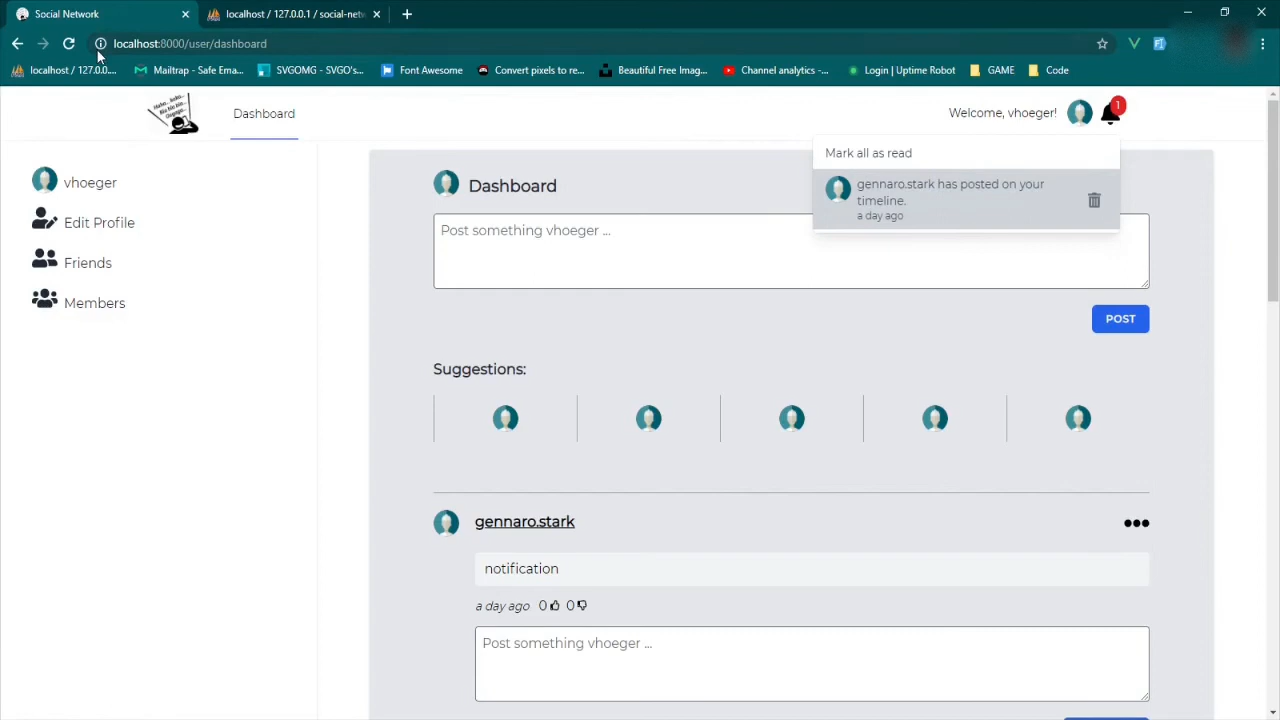 Social Network
localhost / 127.0.0.1 / social-netw
localhost:8000/user/dashboard
localhost / 127.0.0....
Mailtrap - Safe Ema...
SVGOMG - SVGO's...
Font Awesome
Convert pixels to re...
Beautiful Free Imag...
Channel analytics -...
Login | Uptime Robot
GAME
Code
Dashboard
Welcome, vhoeger!
1
Mark all as read
gennaro.stark has posted on your
timeline.
a day ago
vhoeger
Edit Profile
Friends
Members
Dashboard
Post something vhoeger ...
POST
Suggestions:
gennaro.stark
notification
a day ago 0 0
Post something vhoeger ...